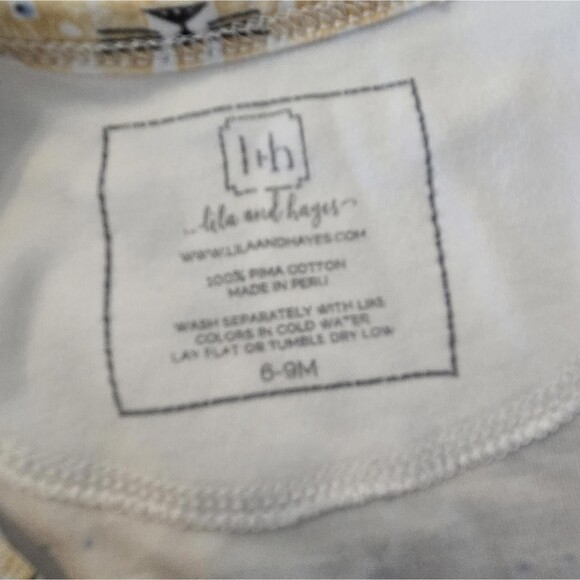 l+h
lila and hayes
WWW.LILAANDHAYES.COM
100% PIMA COTTON
MADE IN PERU
WASH SEPARATELY WITH LIKE
COLORS IN COLD WATER
LAY FLAT OR TUMBLE DRY LOW
6-9M